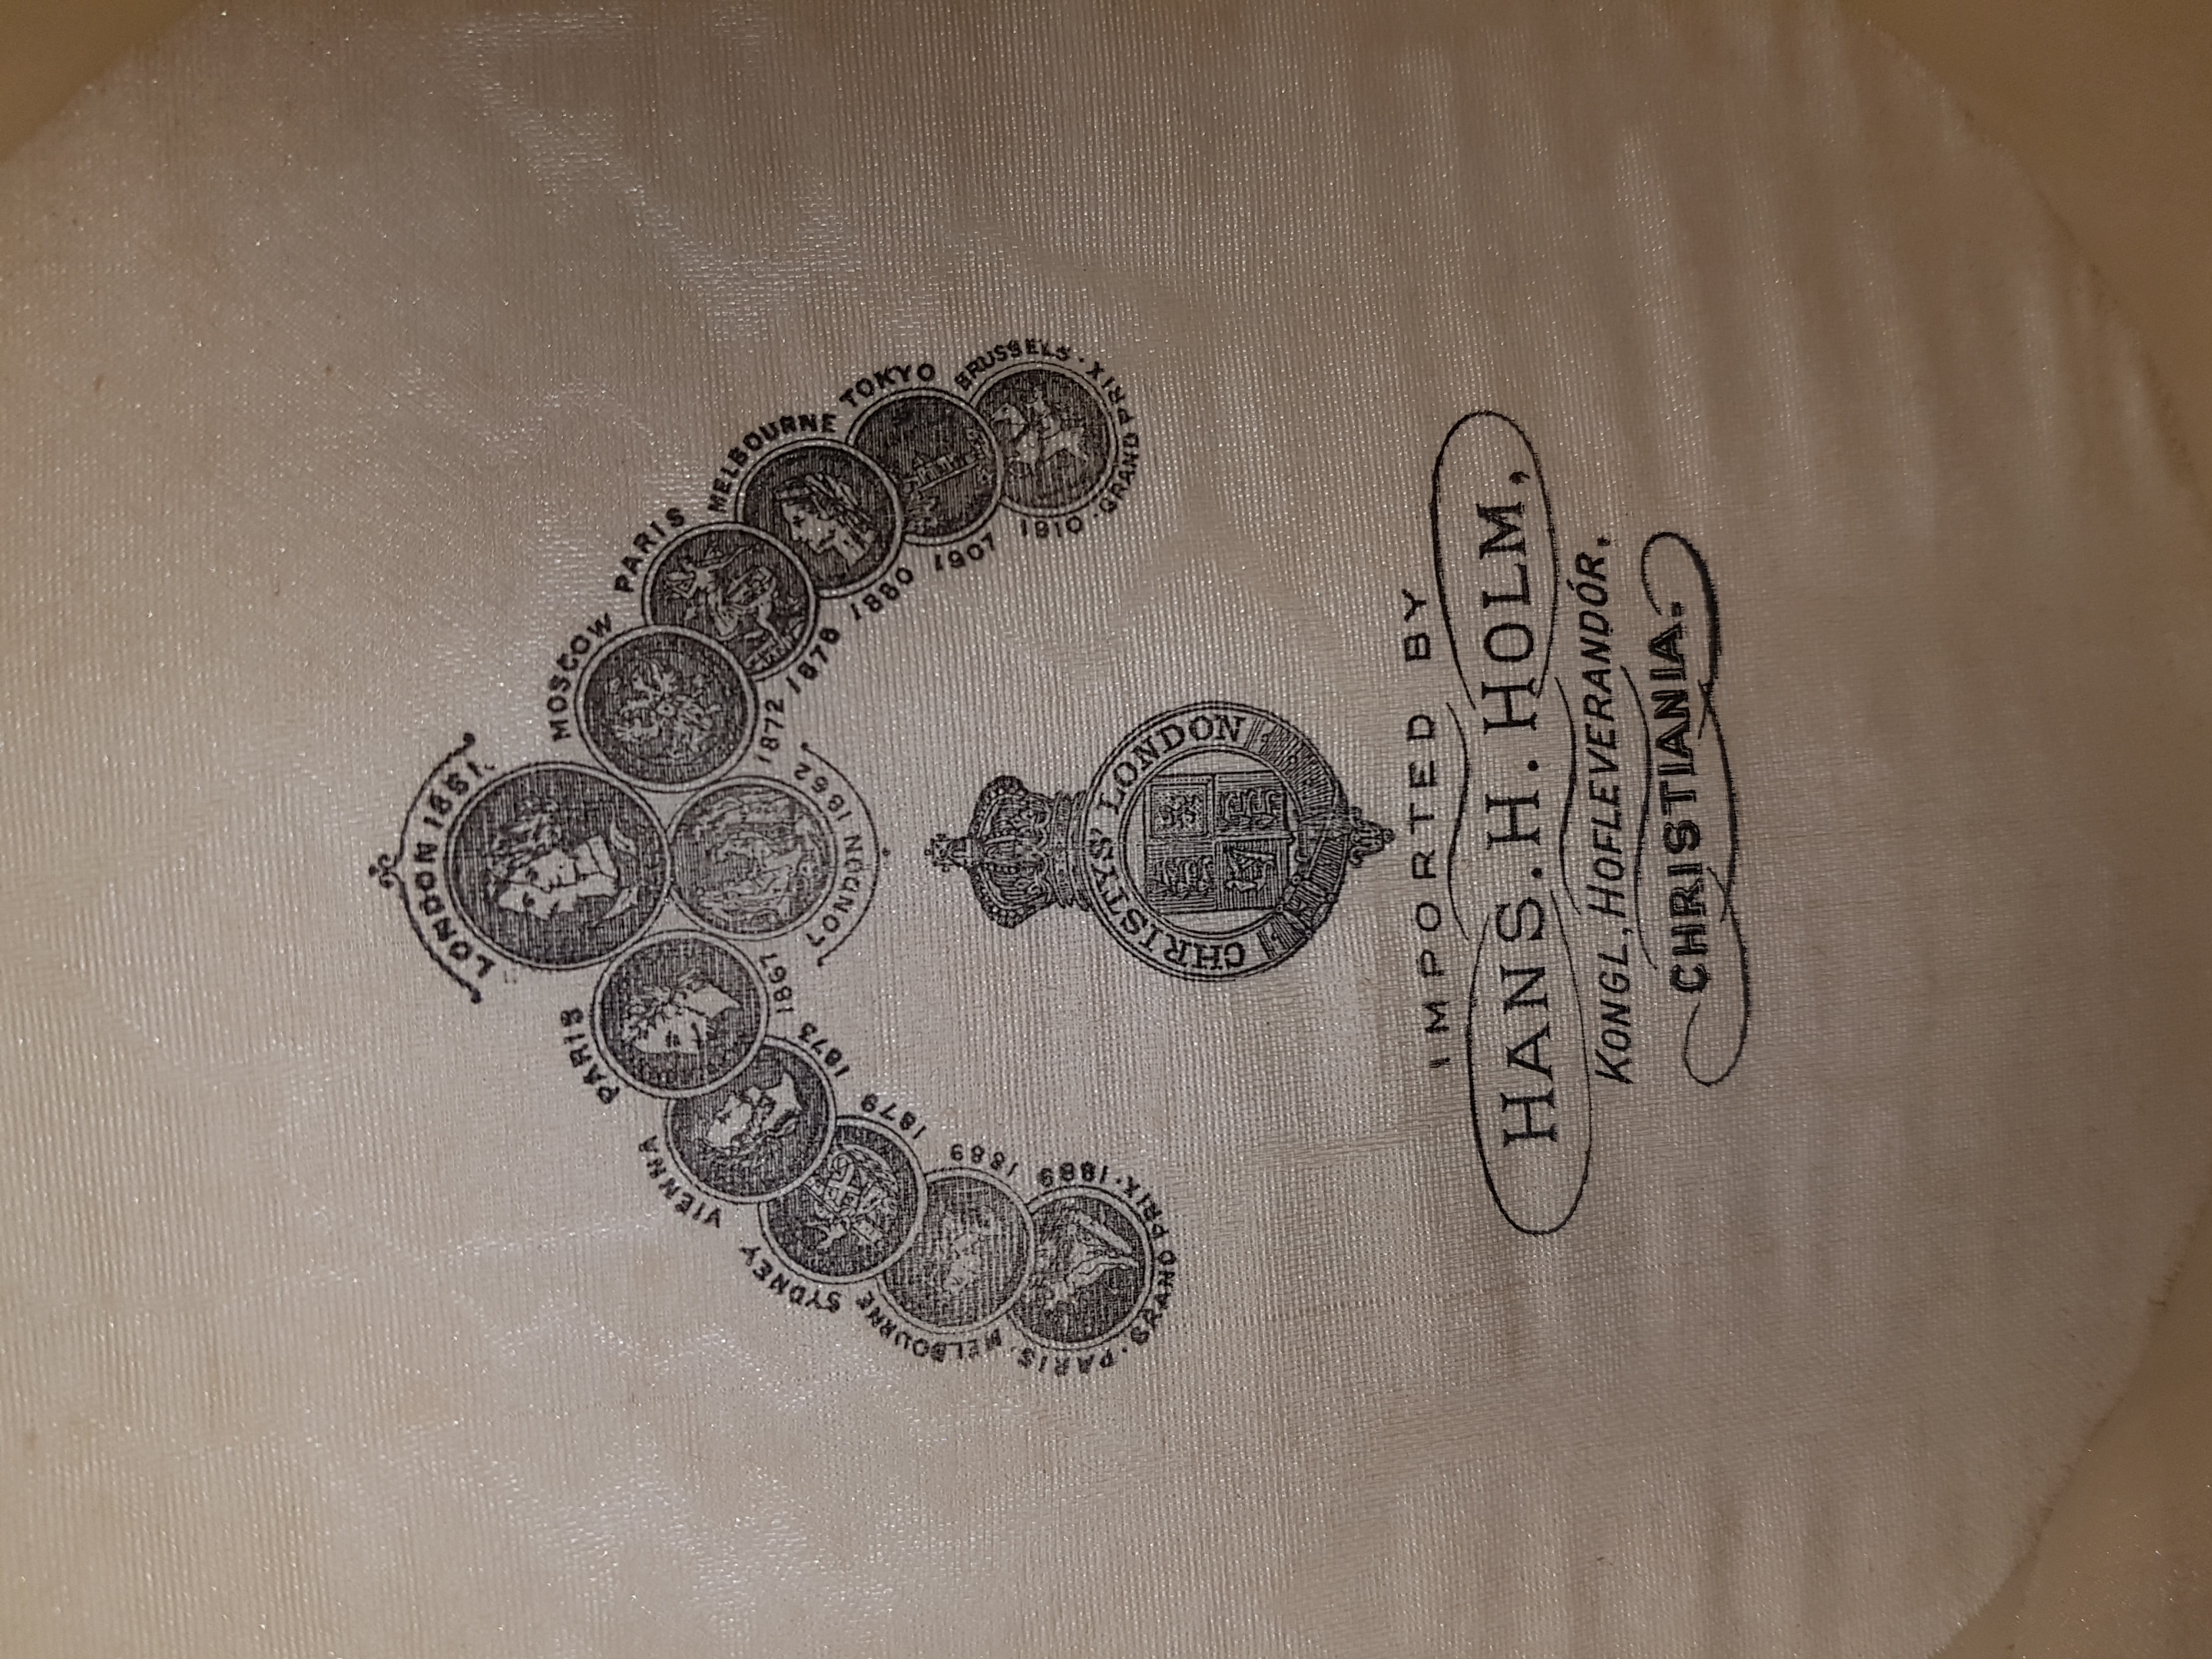 LONDON 1851.
LONDON 1862
PARIS 1867
MOSCOW 1872
VIENNA 1873
PARIS 1878
SYDNEY 1879
MELBOURNE 1880
MELBOURNE 1889
TOKYO 1907
PARIS · GRAND PRIX · 1889
BRUSSELS · GRAND PRIX · 1910
CHRISTYS' LONDON
IMPORTED BY
HANS. H. HOLM,
KONGL, HOFLEVERANDÓR.
CHRISTIANIA.